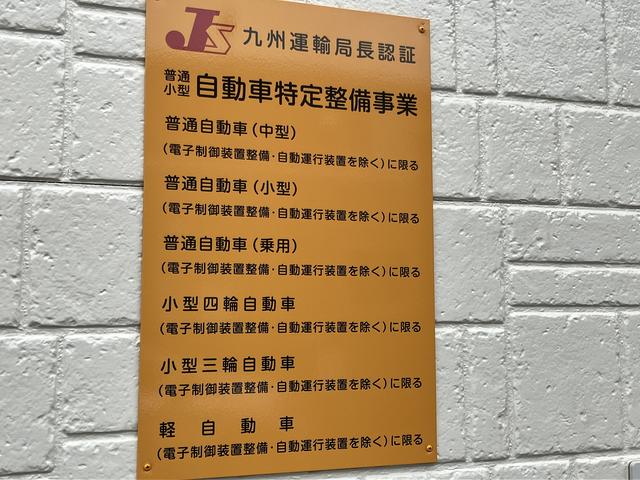 JS 九州運輸局長認証
普通
小型
自動車特定整備事業
普通自動車(中型)
(電子制御装置整備・自動運行装置を除く)に限る
普通自動車(小型)
(電子制御装置整備・自動運行装置を除く)に限る
普通自動車(乗用)
(電子制御装置整備・自動運行装置を除く)に限る
小型四輪自動車
(電子制御装置整備・自動運行装置を除く)に限る
小型三輪自動車
(電子制御装置整備・自動運行装置を除く)に限る
軽自動車
(電子制御装置整備・自動運行装置を除く)に限る